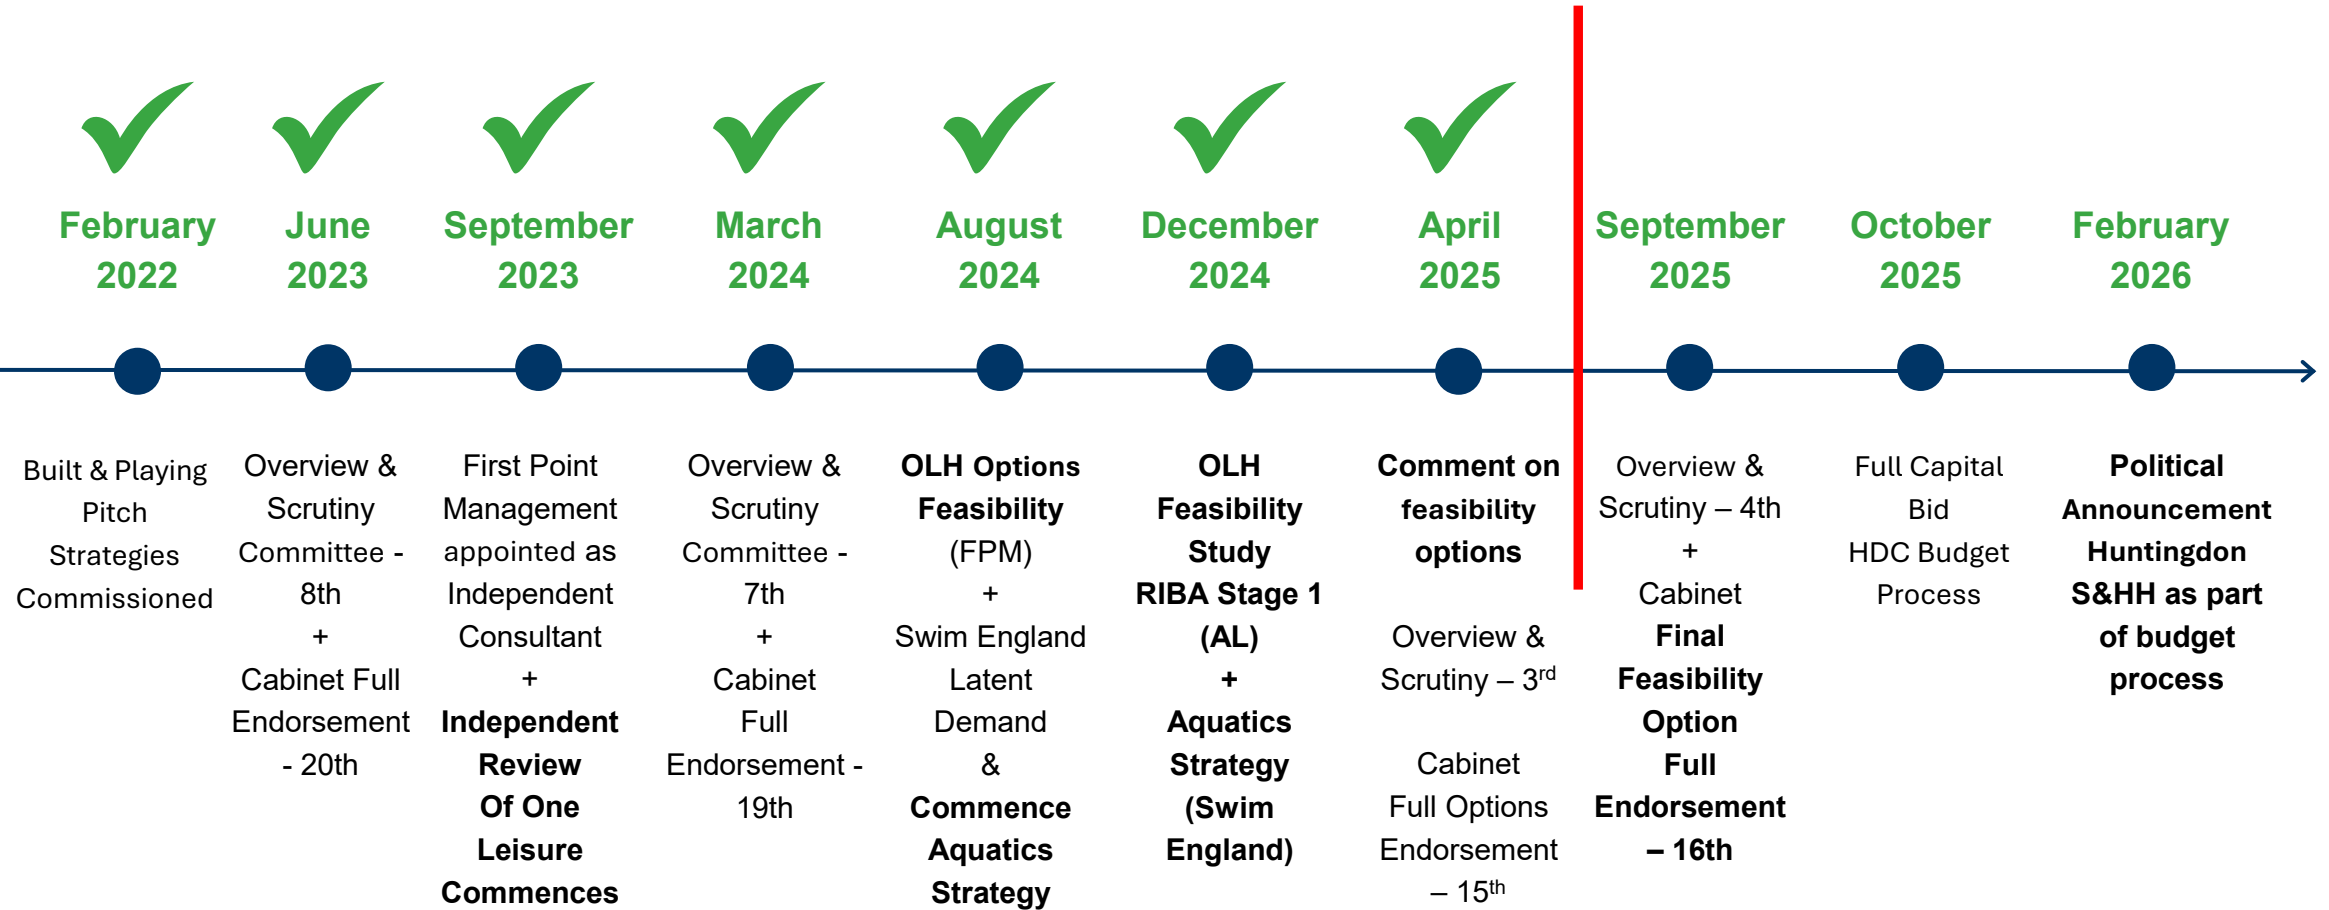 February
2022
June
2023
September
2023
March
2024
August
2024
December
2024
April
2025
September
2025
October
2025
February
2026
Built & Playing
Pitch
Strategies
Commissioned
Overview &
Scrutiny
Committee -
8th
+
Cabinet Full
Endorsement
- 20th
First Point
Management
appointed as
Independent
Consultant
+
Independent
Review
Of One
Leisure
Commences
Overview &
Scrutiny
Committee -
7th
+
Cabinet
Full
Endorsement -
19th
OLH Options
Feasibility
(FPM)
+
Swim England
Latent
Demand
&
Commence
Aquatics
Strategy
OLH
Feasibility
Study
RIBA Stage 1
(AL)
+
Aquatics
Strategy
(Swim
England)
Comment on
feasibility
options
Overview &
Scrutiny – 3rd
Cabinet
Full Options
Endorsement
– 15th
Overview &
Scrutiny – 4th
+
Cabinet
Final
Feasibility
Option
Full
Endorsement
– 16th
Full Capital
Bid
HDC Budget
Process
Political
Announcement
Huntingdon
S&HH as part
of budget
process